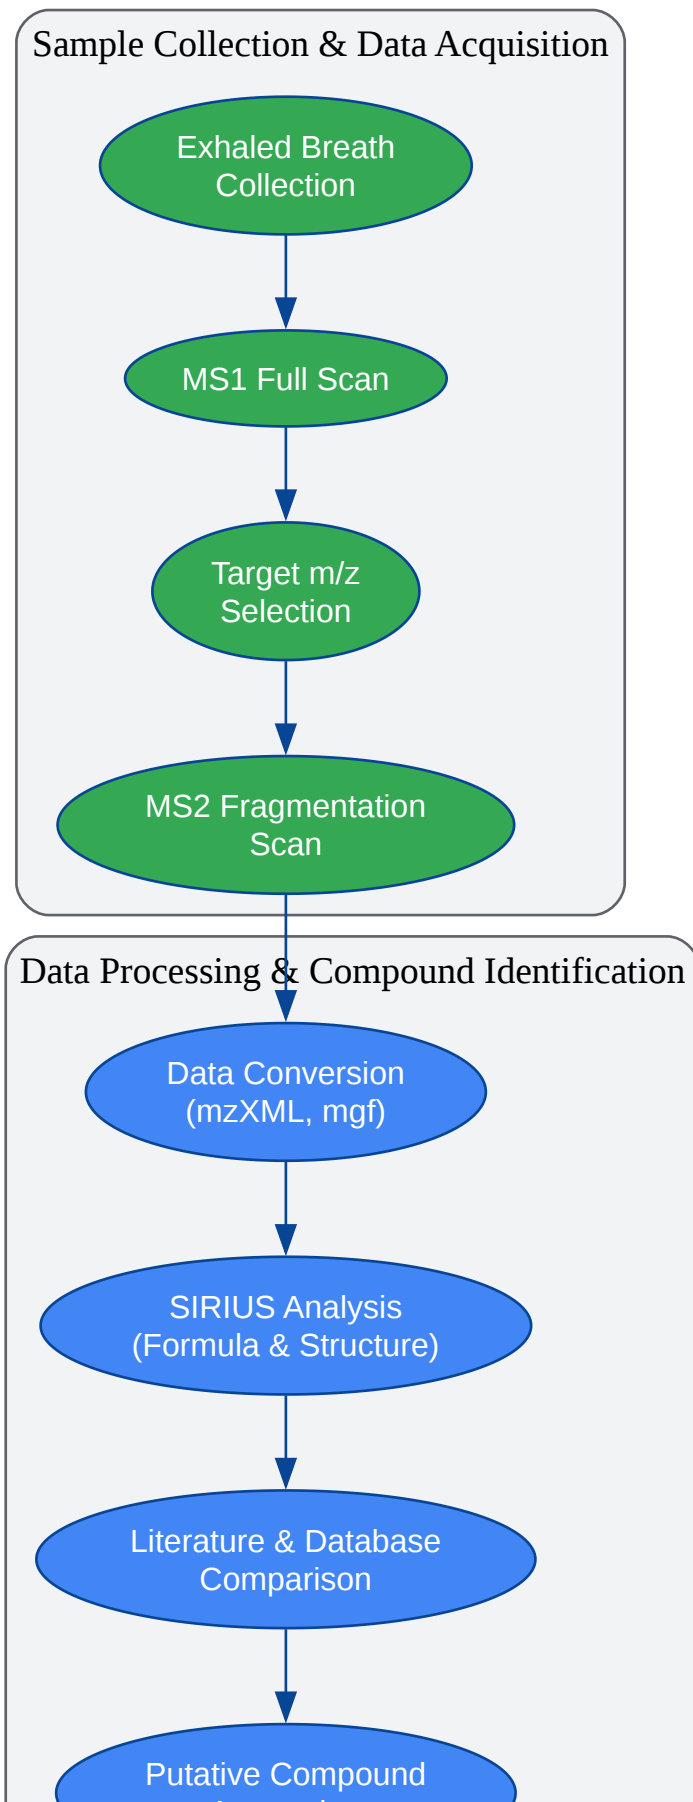 Sample Collection & Data Acquisition
Exhaled Breath
Collection
MS1 Full Scan
Target m/z
Selection
MS2 Fragmentation
Scan
Data Processing & Compound Identification
Data Conversion
(mzXML, mgf)
SIRIUS Analysis
(Formula & Structure)
Literature & Database
Comparison
Putative Compound